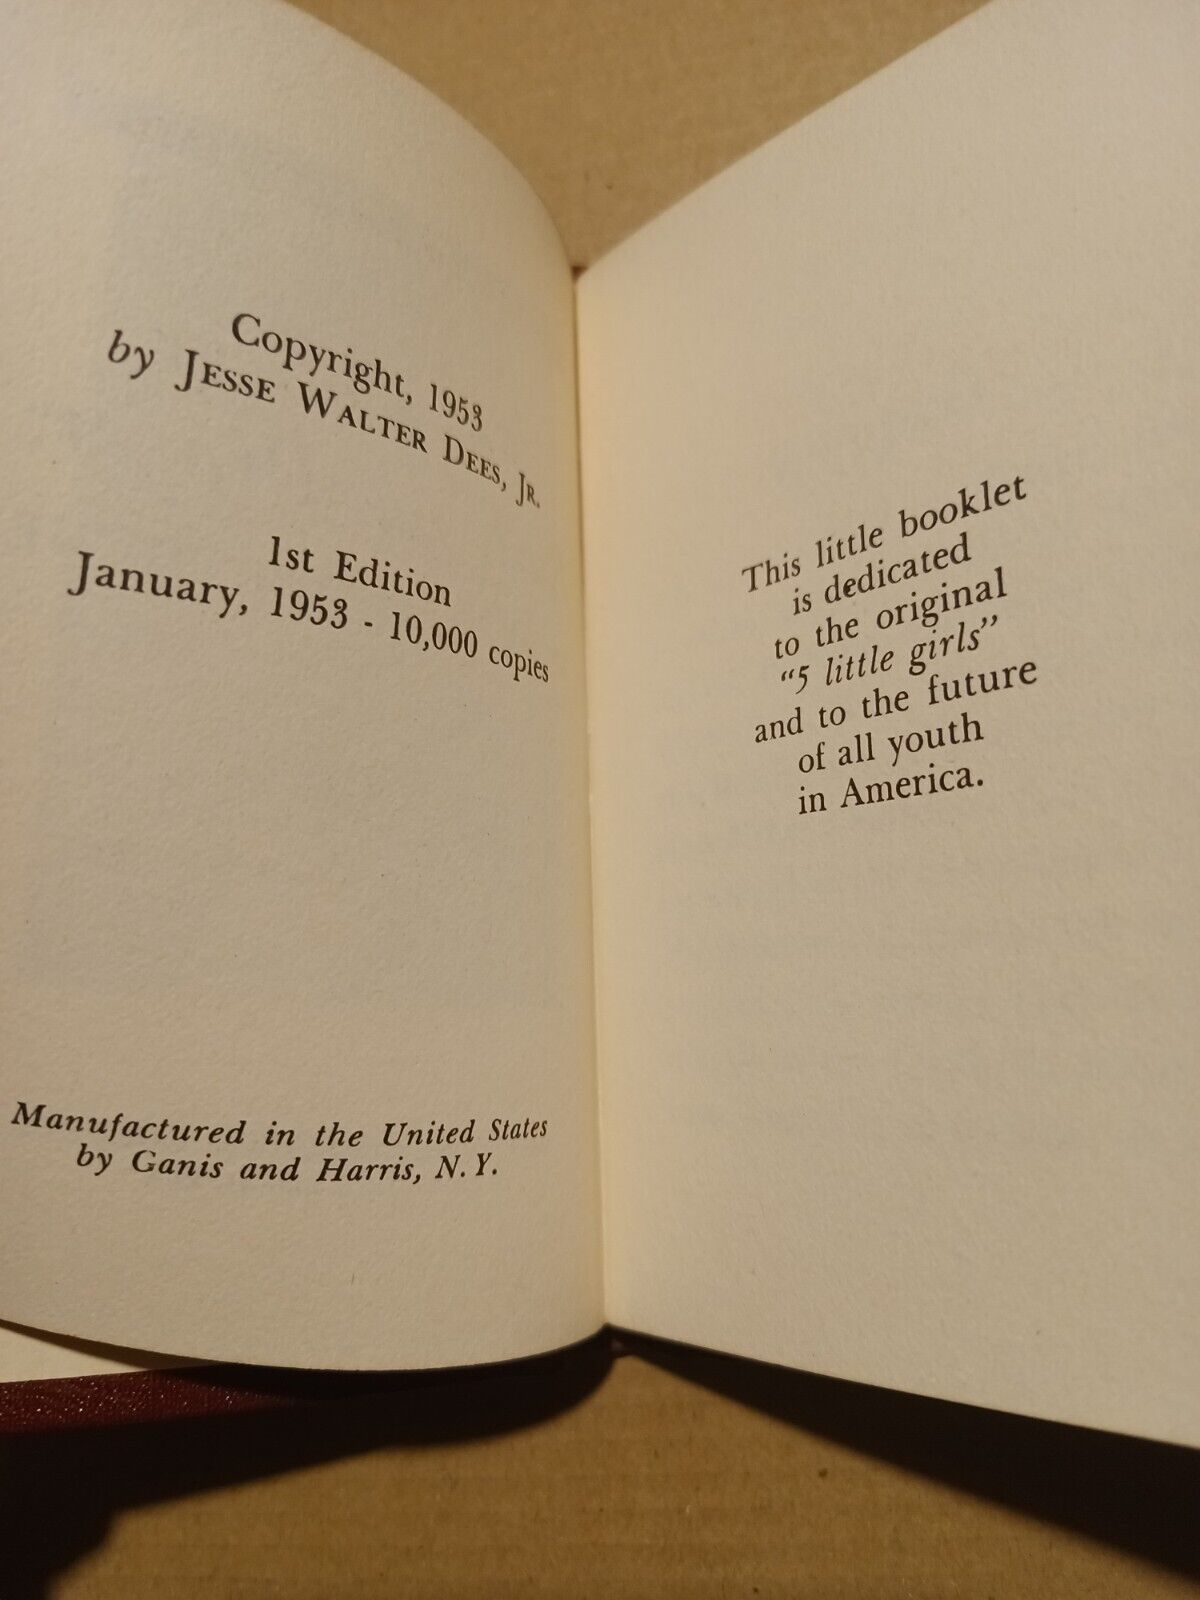 Copyright, 1953
by JESSE WALTER DEES, JR.
1st Edition
January, 1953 - 10,000 copies
Manufactured in the United States
by Ganis and Harris, N. Y.
This little booklet
is dedicated
to the original
“5 little girls”
and to the future
of all youth
in America.